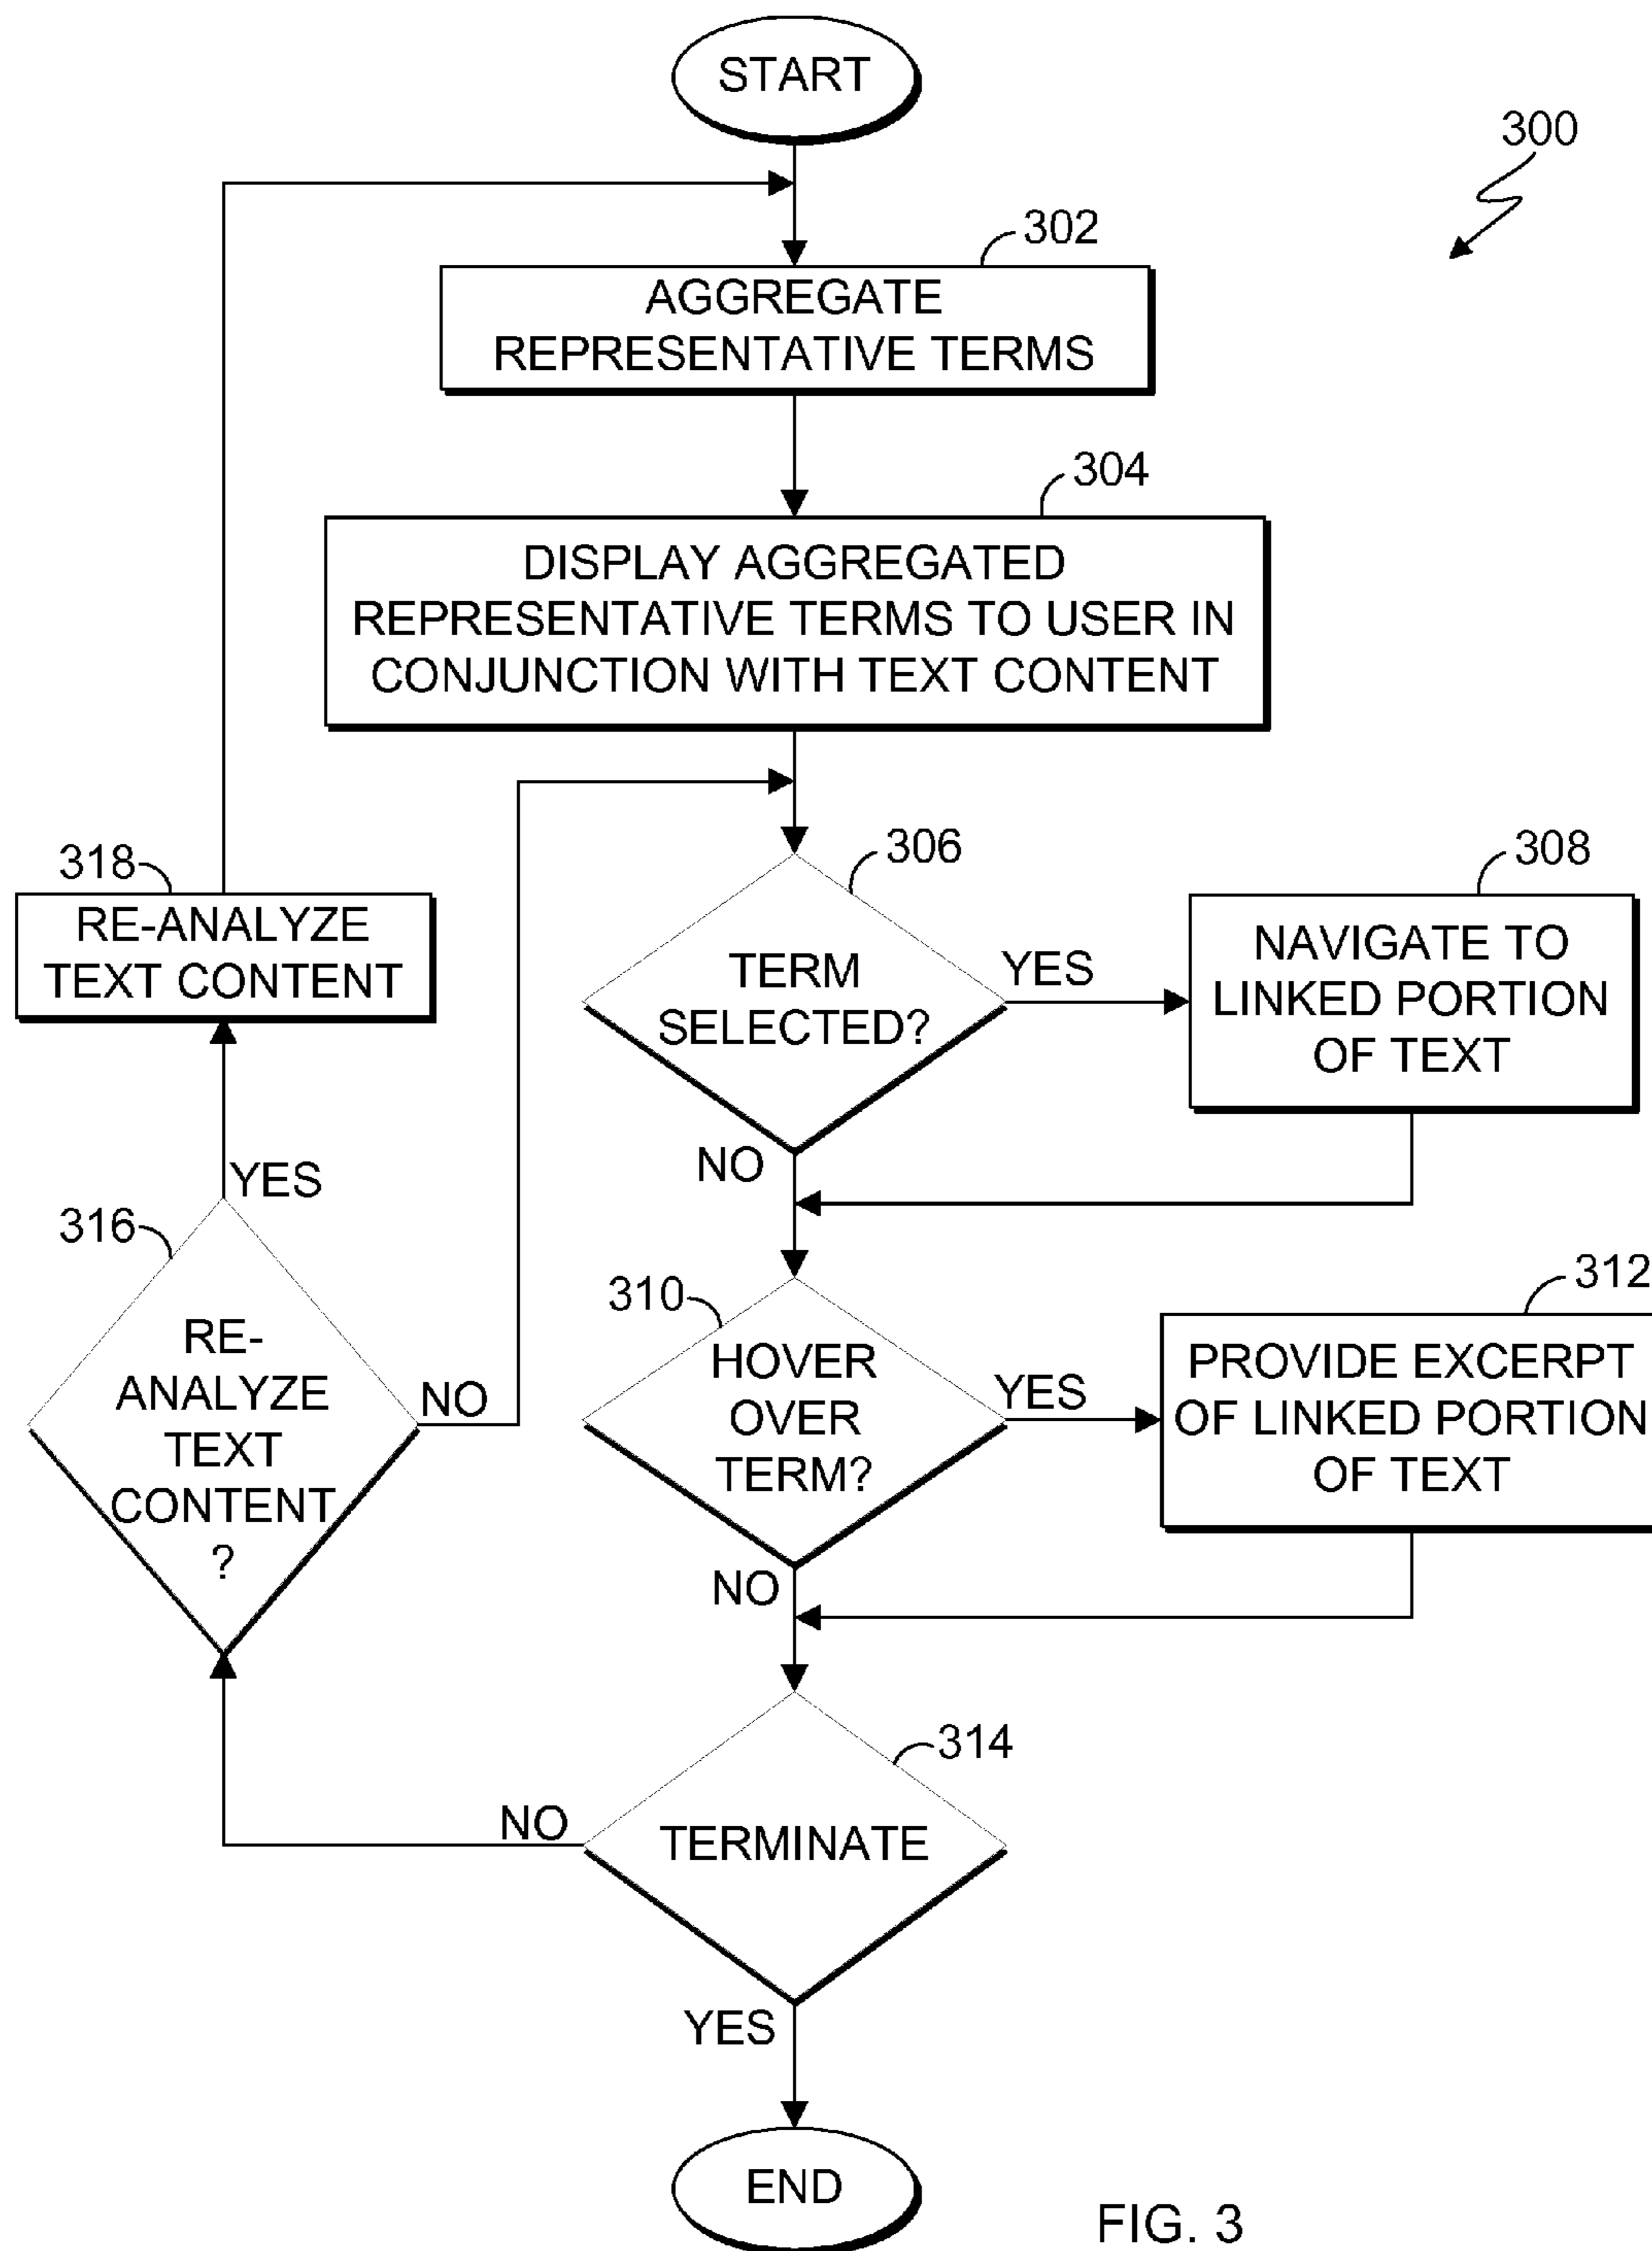 START
300
302
AGGREGATE
REPRESENTATIVE TERMS
304
DISPLAY AGGREGATED
REPRESENTATIVE TERMS TO USER IN
CONJUNCTION WITH TEXT CONTENT
306
TERM
SELECTED?
YES
NO
308
NAVIGATE TO
LINKED PORTION
OF TEXT
310
HOVER
OVER
TERM?
YES
NO
312
PROVIDE EXCERPT
OF LINKED PORTION
OF TEXT
314
TERMINATE
NO
YES
316
RE-
ANALYZE
TEXT
CONTENT
?
YES
NO
318
RE-ANALYZE
TEXT CONTENT
END
FIG. 3